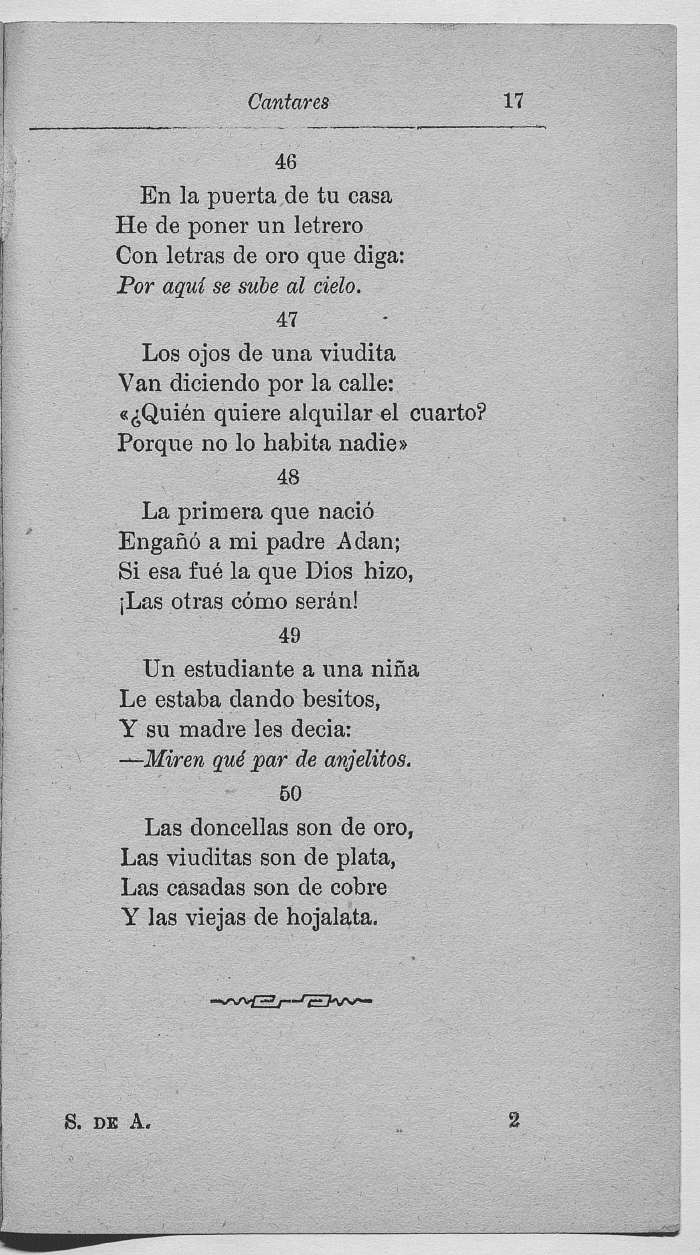 Cantares 17
46
En la puerta de tu casa
He de poner un letrero
Con letras de oro que diga:
Por aquí se sube al cielo.
47
Los ojos de una viudita
Van diciendo por la calle:
«¿Quién quiere alquilar el cuarto?
Porque no lo habita nadie»
48
La primera que nació
Engañó a mi padre Adan;
Si esa fué la que Dios hizo,
¡Las otras cómo serán!
49
Un estudiante a una niña
Le estaba dando besitos,
Y su madre les decia:
—Miren qué par de anjelitos.
50
Las doncellas son de oro,
Las viuditas son de plata,
Las casadas son de cobre
Y las viejas de hojalata.
S. DE A. 2